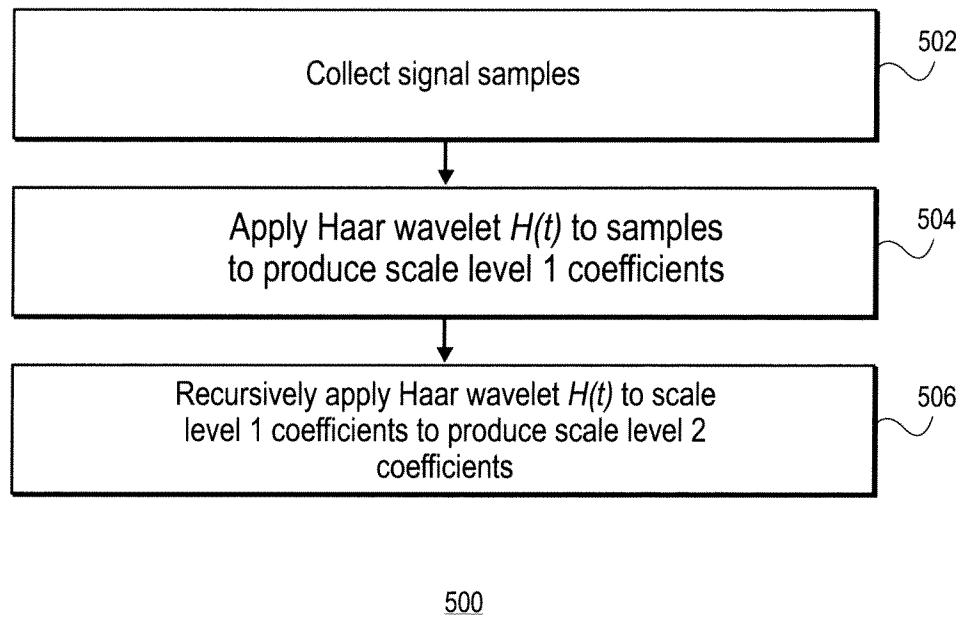 Collect signal samples
502
Apply Haar wavelet H(t) to samples
to produce scale level 1 coefficients
504
Recursively apply Haar wavelet H(t) to scale
level 1 coefficients to produce scale level 2
coefficients
506
500